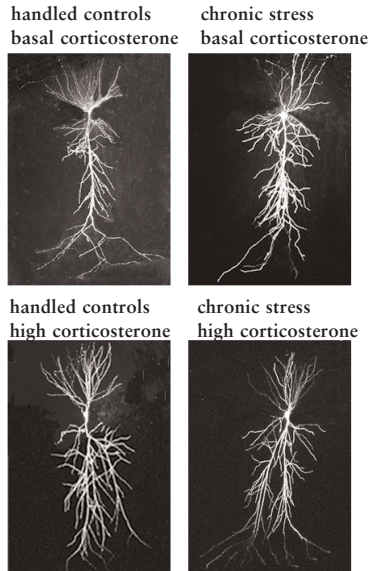 handled controls
basal corticosterone
chronic stress
basal corticosterone
handled controls
high corticosterone
chronic stress
high corticosterone